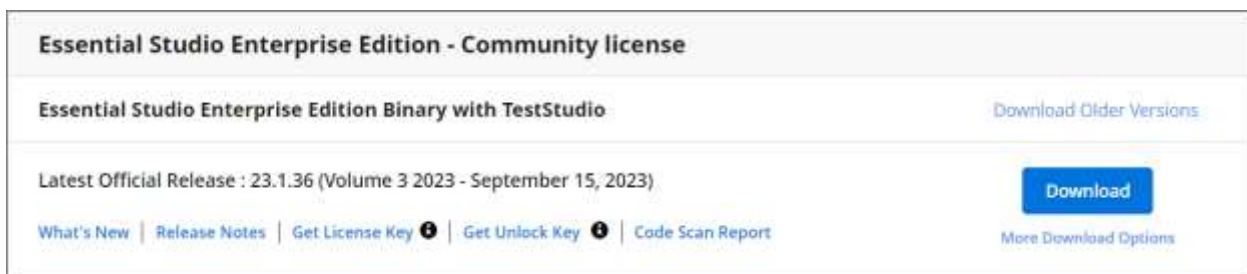 Essential Studio Enterprise Edition - Community license
Essential Studio Enterprise Edition Binary with TestStudio
Download Older Versions
Latest Official Release : 23.1.36 (Volume 3 2023 - September 15, 2023)
Download
What's New | Release Notes | Get License Key | Get Unlock Key | Code Scan Report
More Download Options